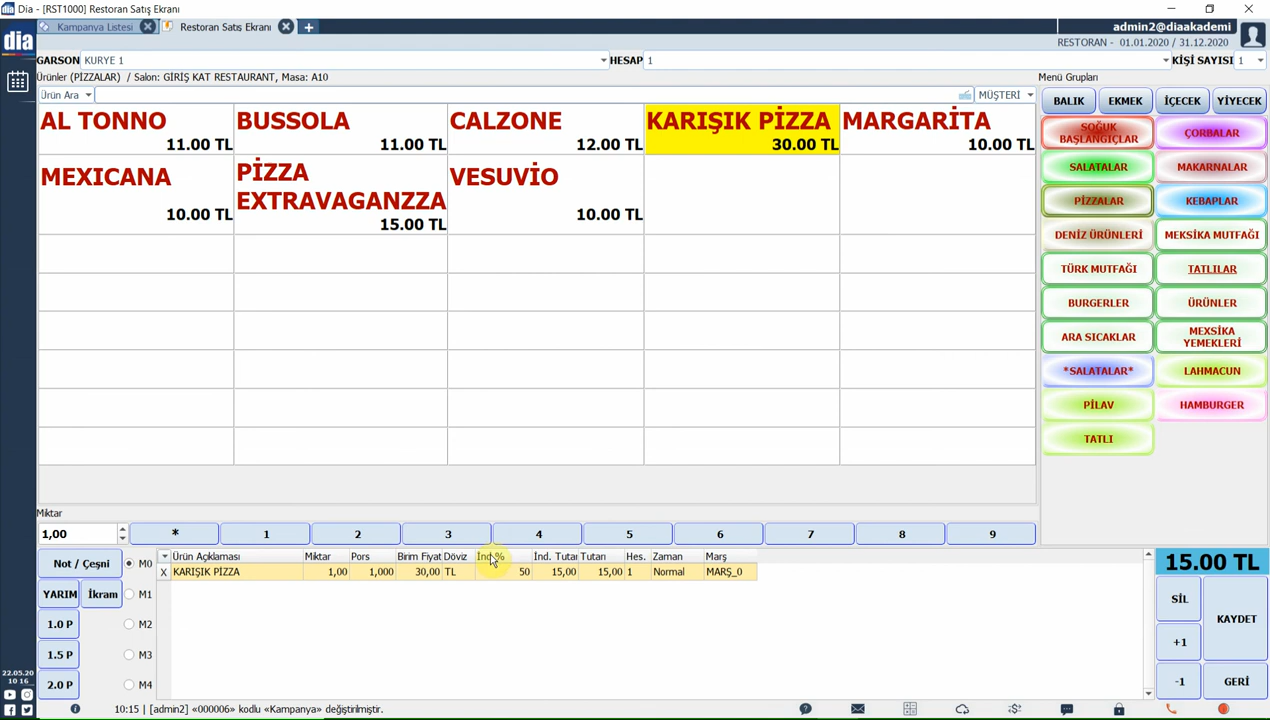 Dia - [RST1000] Restoran Satış Ekranı
dia
Kampanya Listesi
Restoran Satış Ekranı
admin2@diaakademi
RESTORAN - 01.01.2020 / 31.12.2020
GARSON KURYE 1
HESAP 1
KİŞİ SAYISI 1
Ürünler (PİZZALAR) / Salon: GİRİŞ KAT RESTAURANT, Masa: A10
Menü Grupları
Ürün Ara
MÜŞTERİ
BALIK EKMEK İÇECEK YİYECEK
AL TONNO
11.00 TL
BUSSOLA
11.00 TL
CALZONE
12.00 TL
KARIŞIK PİZZA
30.00 TL
MARGARİTA
10.00 TL
MEXICANA
10.00 TL
PİZZA
EXTRAVAGANZZA
15.00 TL
VESUVİO
10.00 TL
SOĞUK
BAŞLANGIÇLAR
ÇORBALAR
SALATALAR
MAKARNALAR
PİZZALAR
KEBAPLAR
DENİZ ÜRÜNLERİ
MEKSİKA MUTFAĞI
TÜRK MUTFAĞI
TATLILAR
BURGERLER
ÜRÜNLER
ARA SICAKLAR
MEXSİKA
YEMEKLERİ
*SALATALAR*
LAHMACUN
PİLAV
HAMBURGER
TATLI
Miktar
1,00
* 1 2 3 4 5 6 7 8 9
Not / Çeşni
M0
YARIM
İkram
M1
1.0 P
M2
1.5 P
M3
2.0 P
M4
Ürün Açıklaması Miktar Pors Birim Fiyat Döviz İnd.% İnd. Tutar Tutarı Hes. Zaman Marş
X KARIŞIK PİZZA 1,00 1,000 30,00 TL 50 15,00 15,00 1 Normal MARŞ_0
15.00 TL
SİL
KAYDET
+1
-1
GERİ
22.05.20
10 16
10:15 | [admin2] «000006» kodlu «Kampanya» değiştirilmiştir.